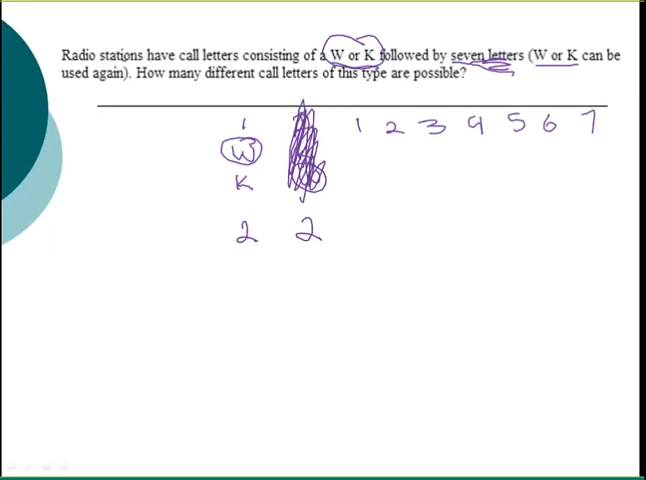 Radio stations have call letters consisting of a W or K followed by seven letters (W or K can be
used again). How many different call letters of this type are possible?
1 1 2 3 4 5 6 7
W
K
2 2